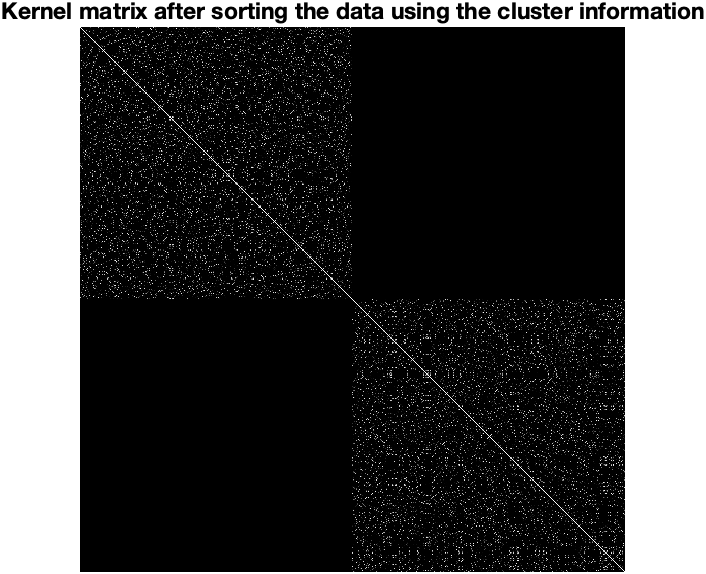 Kernel matrix after sorting the data using the cluster information